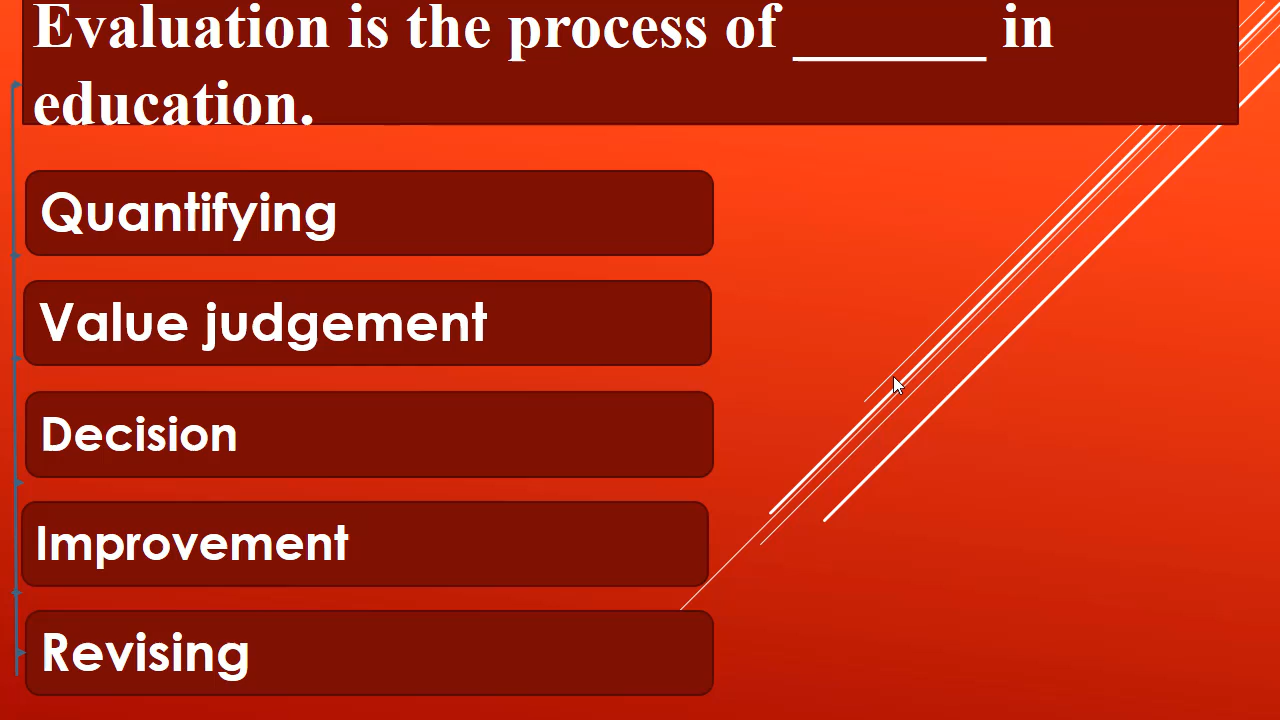 Evaluation is the process of ______ in
education.
Quantifying
Value judgement
Decision
Improvement
Revising